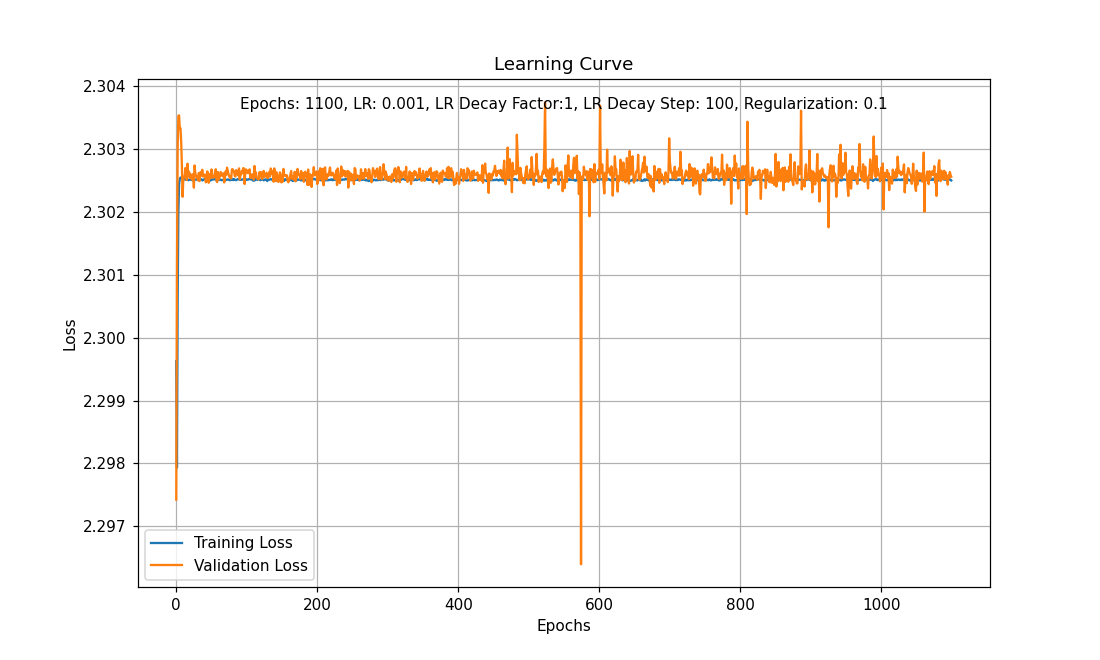 Learning Curve
Epochs: 1100, LR: 0.001, LR Decay Factor:1, LR Decay Step: 100, Regularization: 0.1
2.304
2.303
2.302
2.301
2.300
2.299
2.298
2.297
Loss
Training Loss
Validation Loss
0 200 400 600 800 1000
Epochs